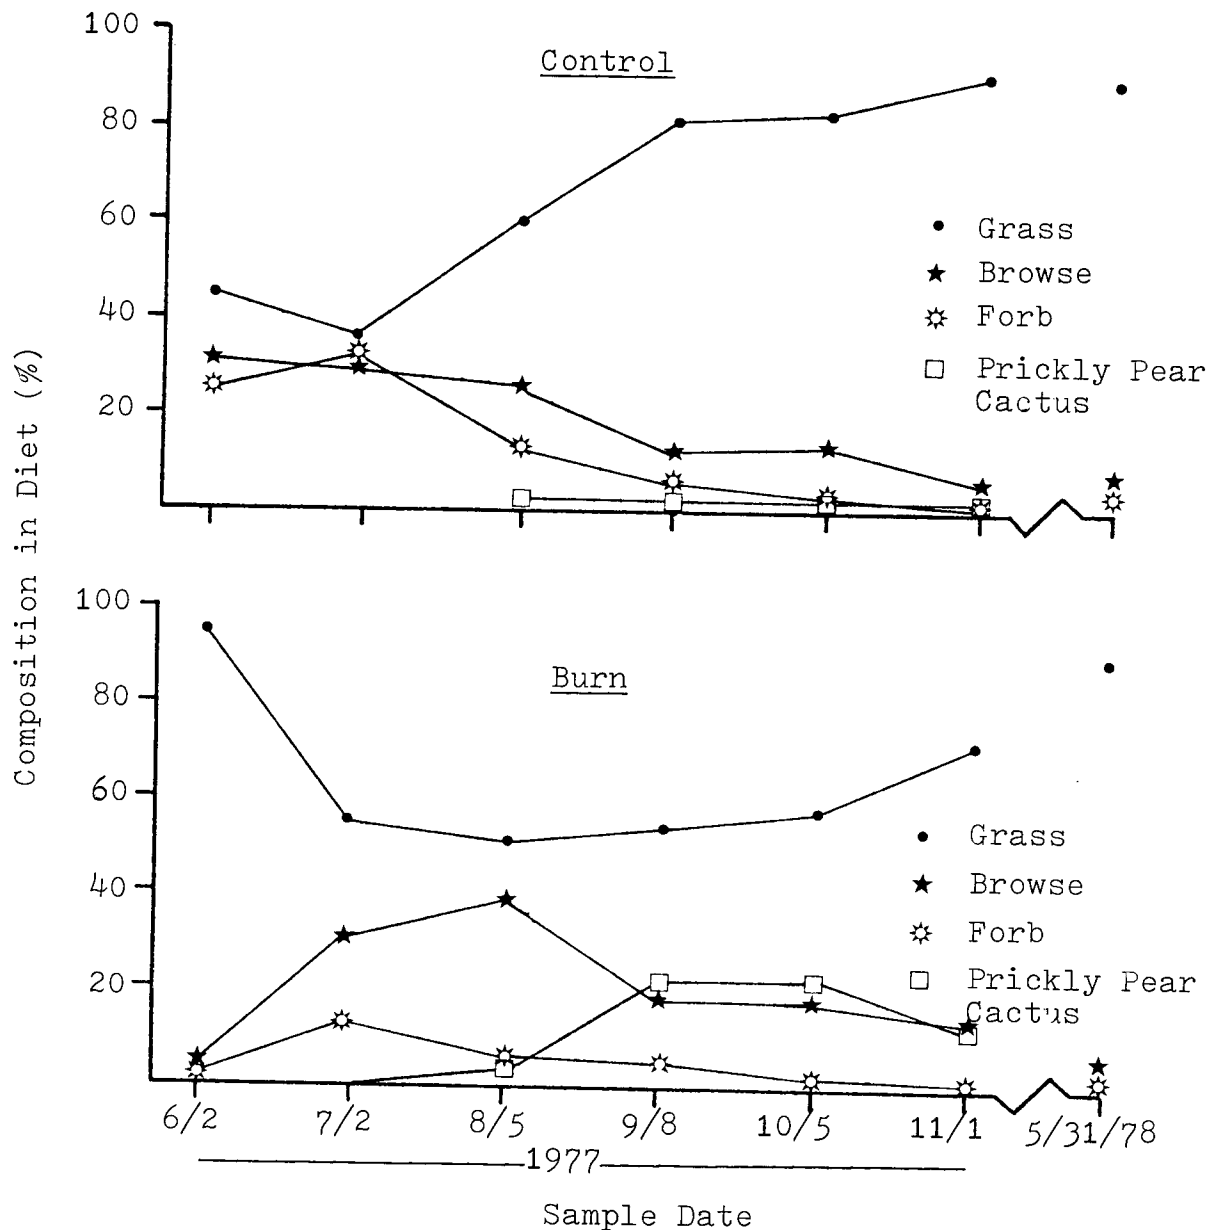 Composition in Diet (%)
Control
100
80
60
40
20
Grass
Browse
Forb
Prickly Pear
Cactus
Burn
100
80
60
40
20
Grass
Browse
Forb
Prickly Pear
Cactus
6/2 7/2 8/5 9/8 10/5 11/1 5/31/78
1977
Sample Date